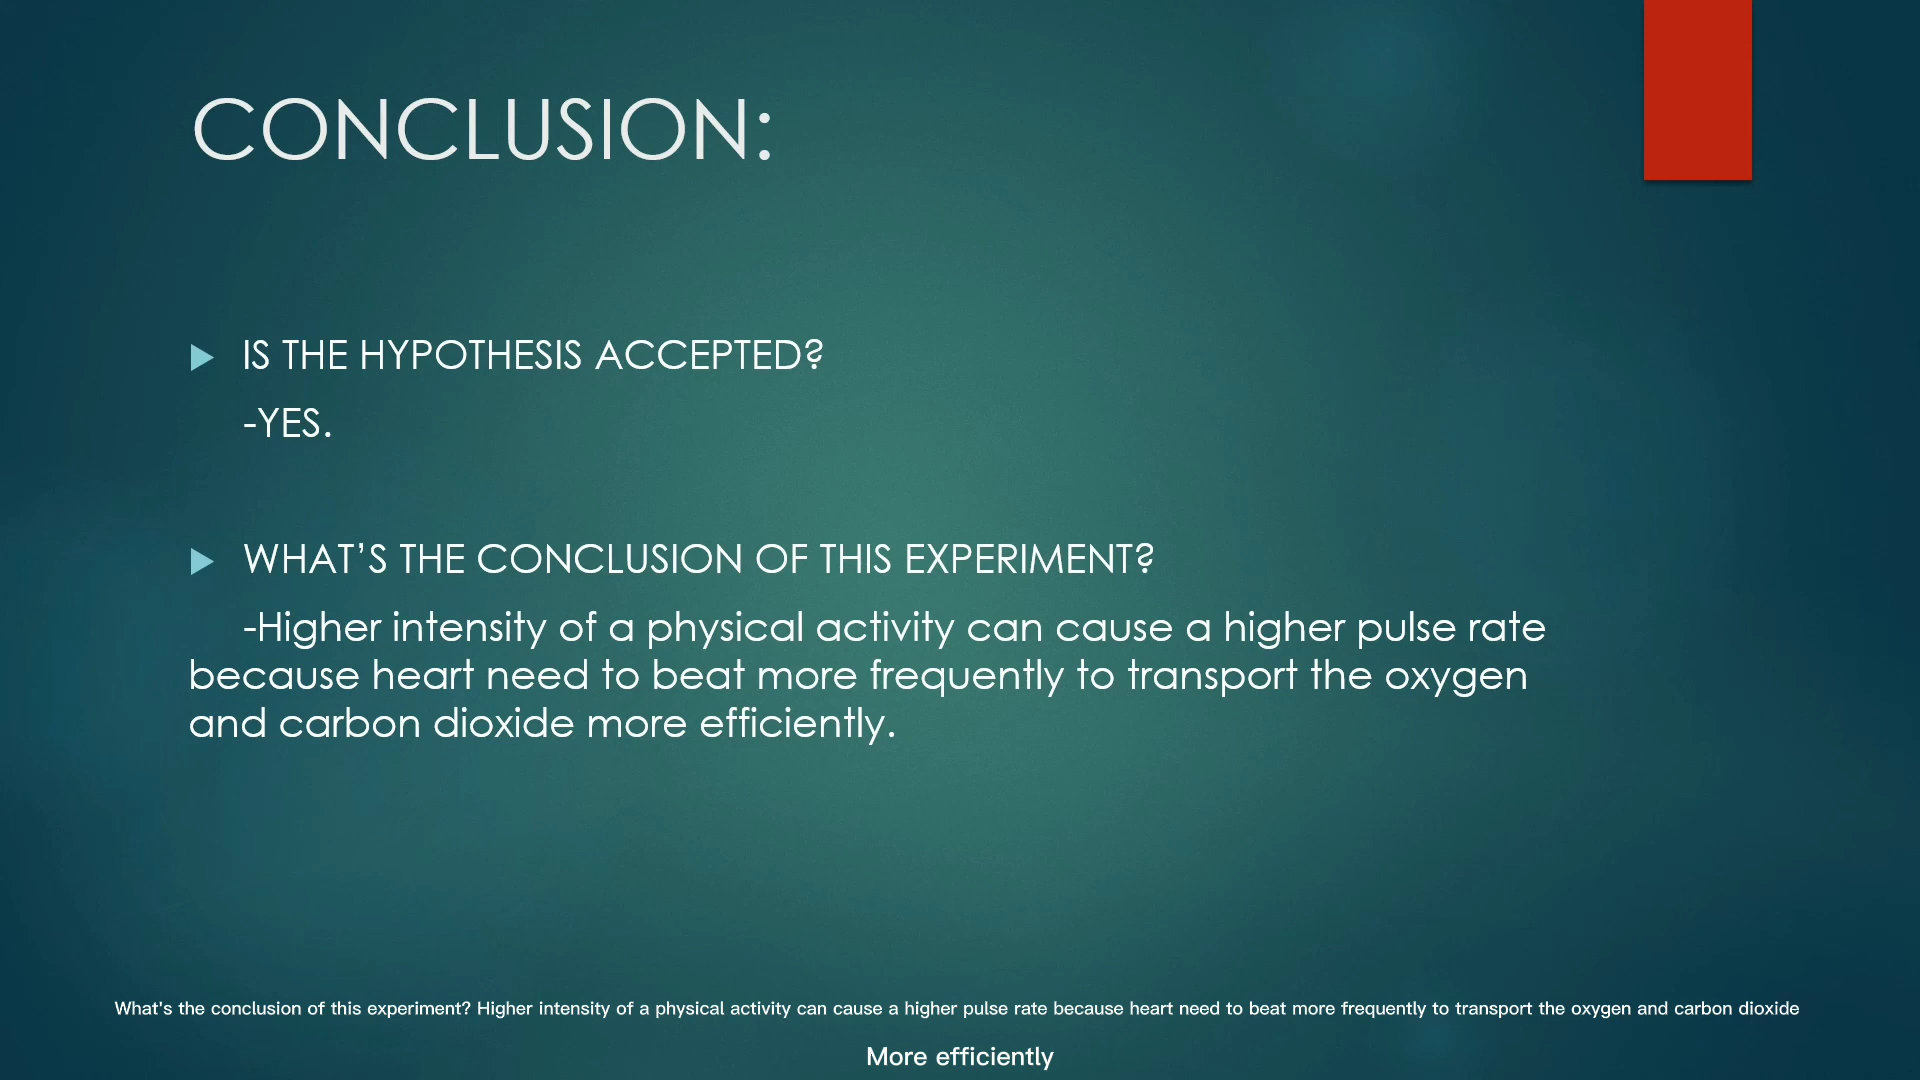 CONCLUSION:
IS THE HYPOTHESIS ACCEPTED?
-YES.
WHAT’S THE CONCLUSION OF THIS EXPERIMENT?
-Higher intensity of a physical activity can cause a higher pulse rate
because heart need to beat more frequently to transport the oxygen
and carbon dioxide more efficiently.
What's the conclusion of this experiment? Higher intensity of a physical activity can cause a higher pulse rate because heart need to beat more frequently to transport the oxygen and carbon dioxide
More efficiently